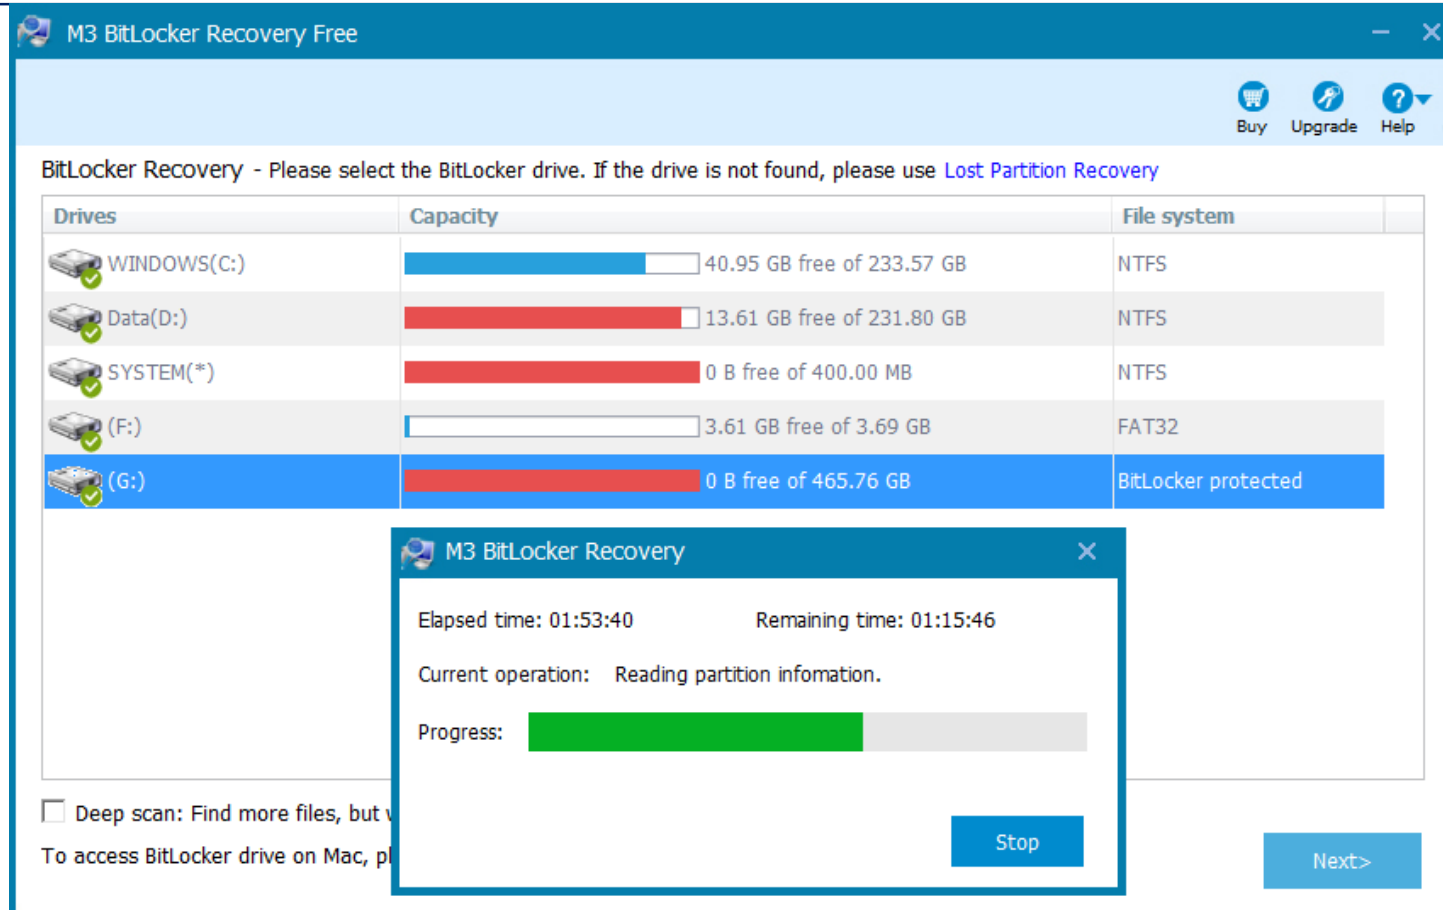 M3 BitLocker Recovery Free
Buy Upgrade Help
BitLocker Recovery - Please select the BitLocker drive. If the drive is not found, please use Lost Partition Recovery
Drives Capacity File system
WINDOWS(C:) 40.95 GB free of 233.57 GB NTFS
Data(D:) 13.61 GB free of 231.80 GB NTFS
SYSTEM(*) 0 B free of 400.00 MB NTFS
(F:) 3.61 GB free of 3.69 GB FAT32
(G:) 0 B free of 465.76 GB BitLocker protected
M3 BitLocker Recovery
Elapsed time: 01:53:40 Remaining time: 01:15:46
Current operation: Reading partition infomation.
Progress:
Stop
Deep scan: Find more files, but
To access BitLocker drive on Mac,
Next>